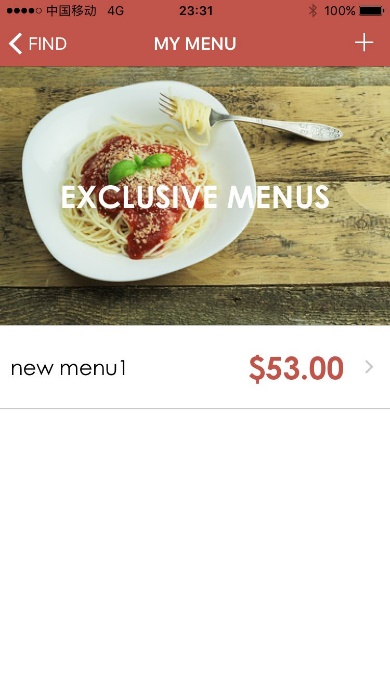 中国移动 4G 23:31 100%
FIND MY MENU
EXCLUSIVE MENUS
new menu1 $53.00